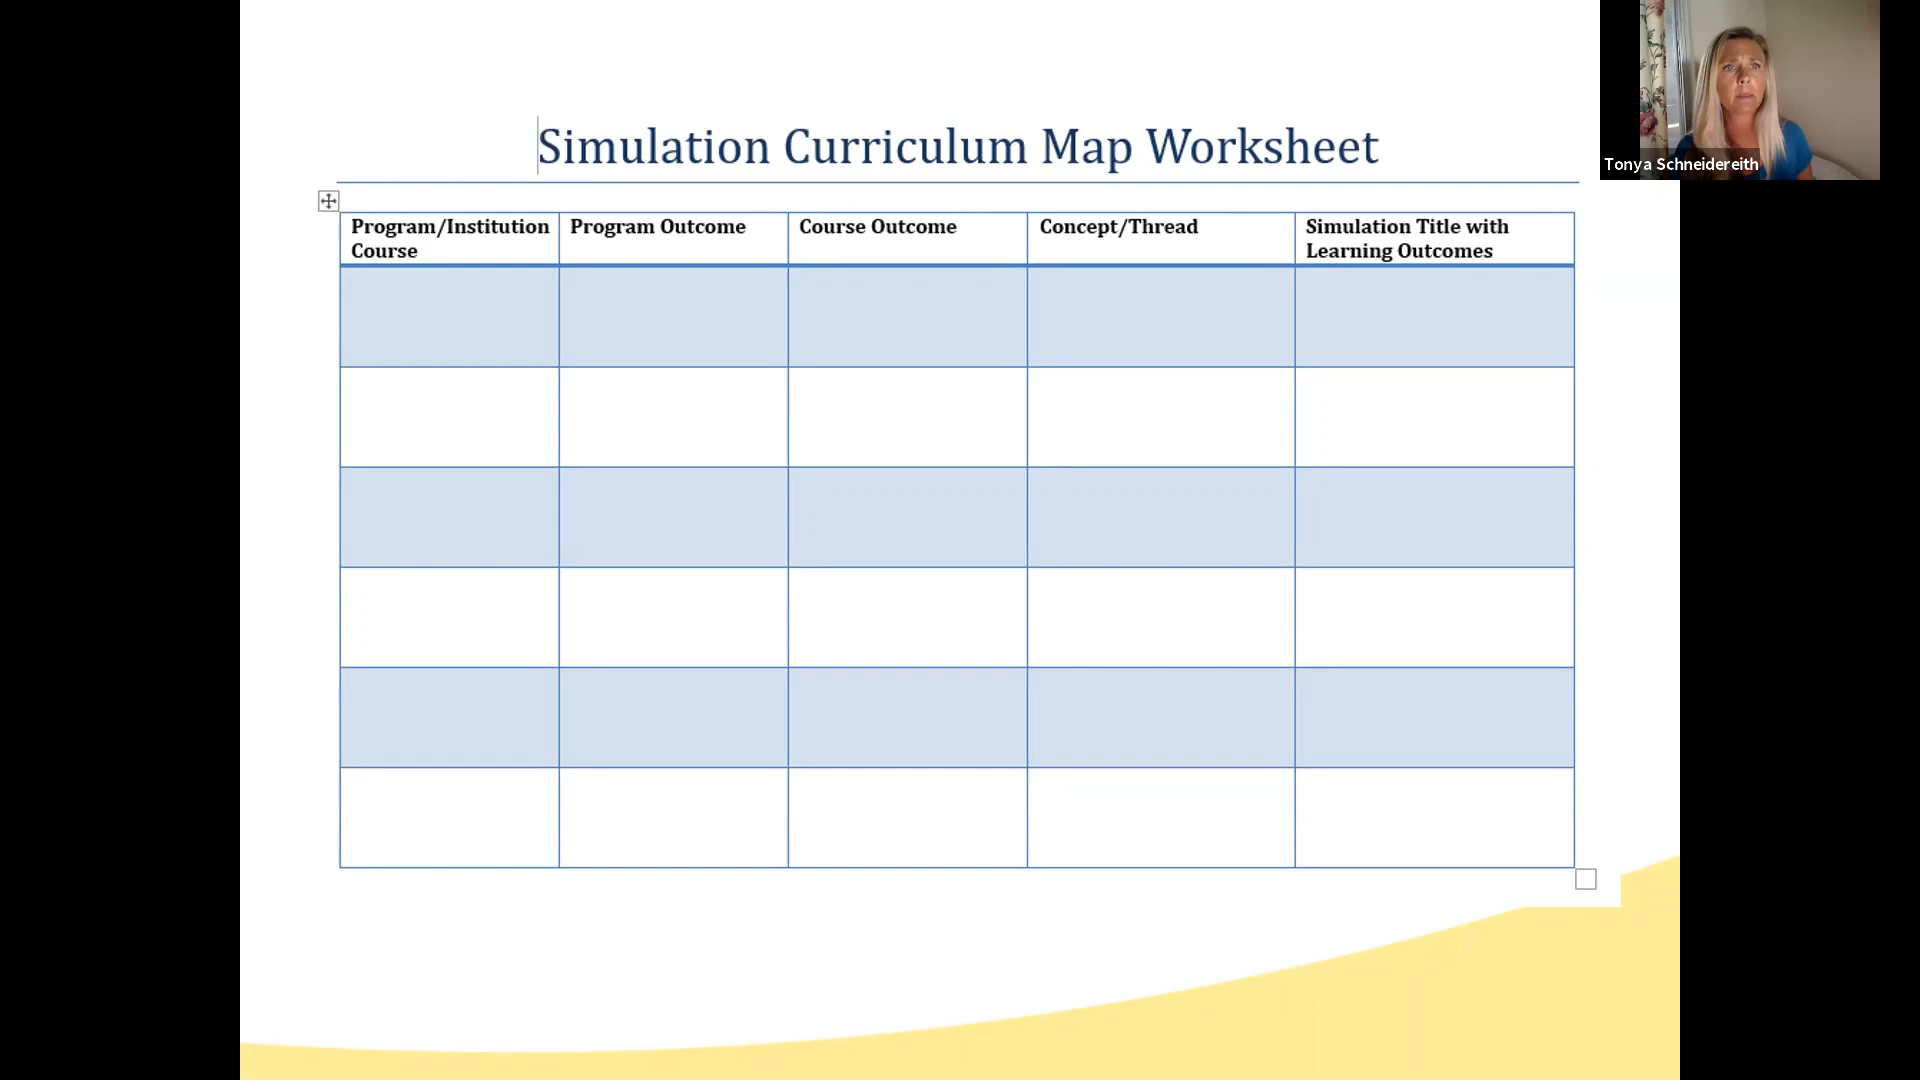 Simulation Curriculum Map Worksheet
Tonya Schneidereith
Program/Institution Course
Program Outcome
Course Outcome
Concept/Thread
Simulation Title with
Learning Outcomes